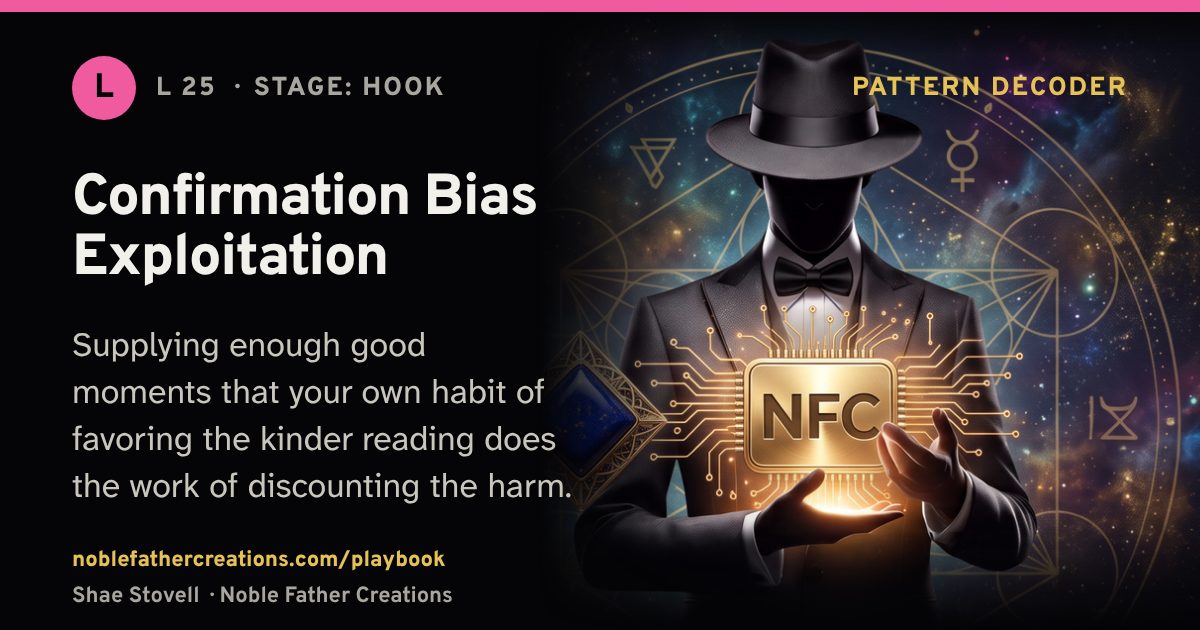 L
L 25 · STAGE: HOOK
PATTERN DECODER
Confirmation Bias
Exploitation
Supplying enough good
moments that your own habit of
favoring the kinder reading does
the work of discounting the harm.
NFC
noblefathercreations.com/playbook
Shae Stovell · Noble Father Creations